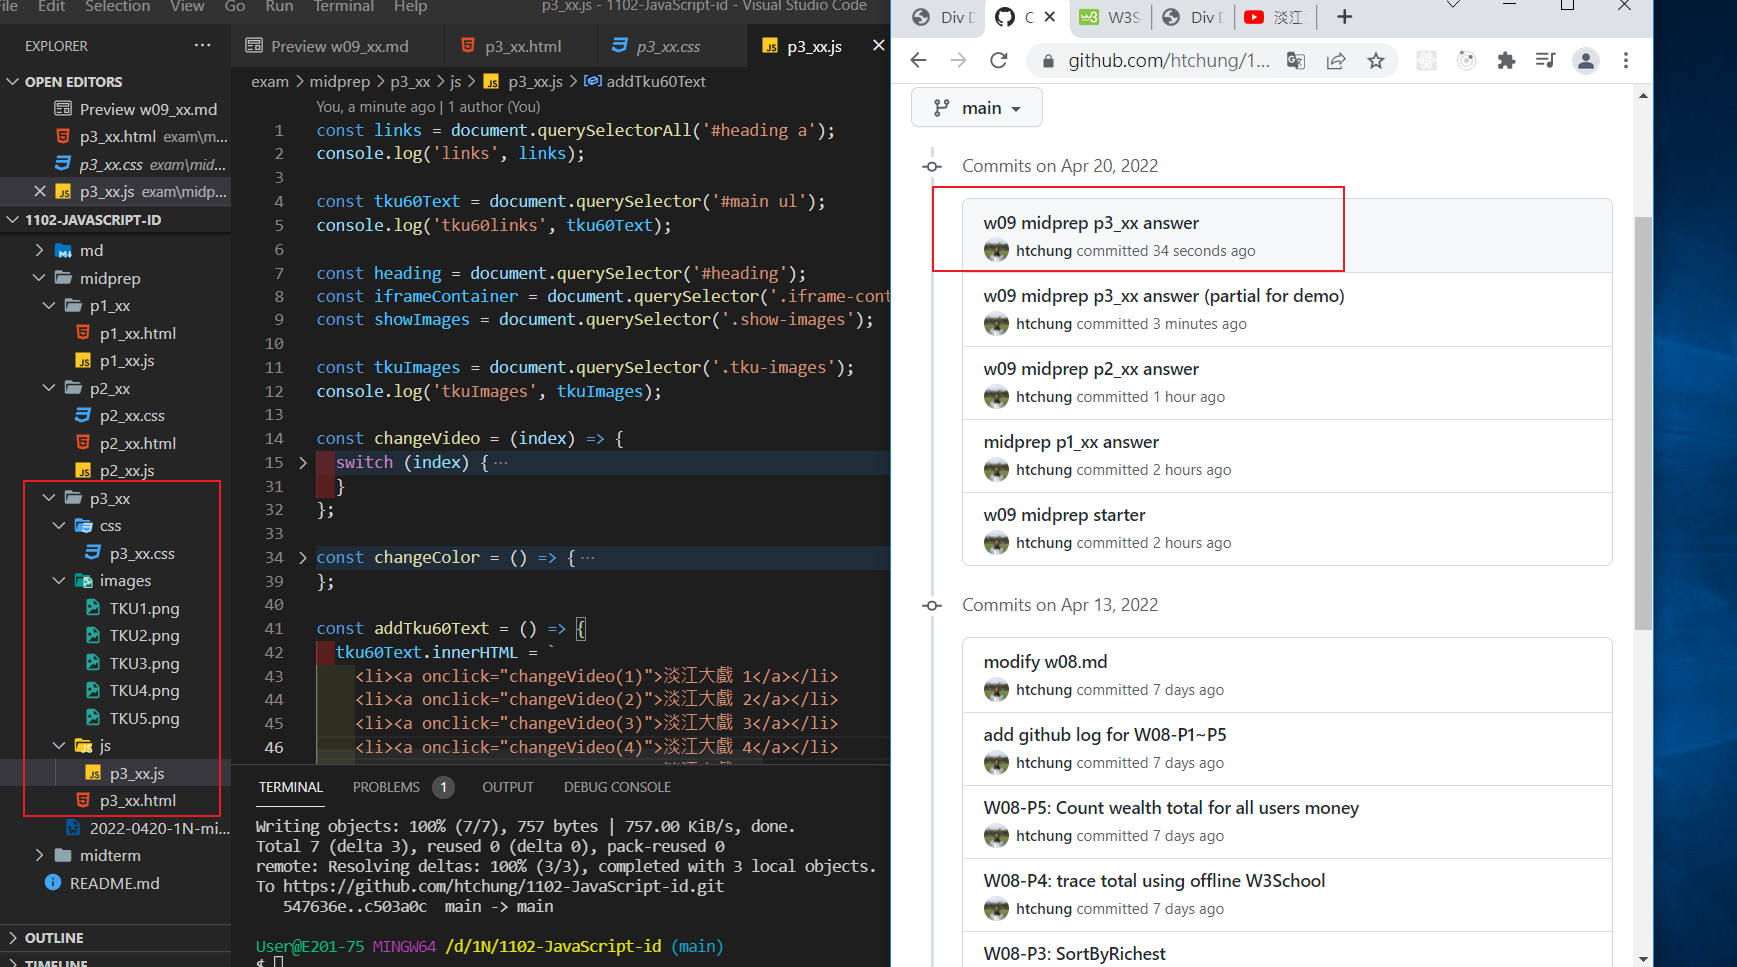 File Edit Selection View Go Run Terminal Help p3_xx.js - 1102-JavaScript-id - Visual Studio Code
EXPLORER
OPEN EDITORS
Preview w09_xx.md
p3_xx.html exam\m...
p3_xx.css exam\mid...
p3_xx.js exam\midp...
1102-JAVASCRIPT-ID
md
midprep
p1_xx
p1_xx.html
p1_xx.js
p2_xx
p2_xx.css
p2_xx.html
p2_xx.js
p3_xx
css
p3_xx.css
images
TKU1.png
TKU2.png
TKU3.png
TKU4.png
TKU5.png
js
p3_xx.js
p3_xx.html
2022-0420-1N-mi...
midterm
README.md
OUTLINE
TIMELINE
Preview w09_xx.md p3_xx.html p3_xx.css p3_xx.js
exam > midprep > p3_xx > js > p3_xx.js > addTku60Text
You, a minute ago | 1 author (You)
1 const links = document.querySelectorAll('#heading a');
2 console.log('links', links);
3
4 const tku60Text = document.querySelector('#main ul');
5 console.log('tku60links', tku60Text);
6
7 const heading = document.querySelector('#heading');
8 const iframeContainer = document.querySelector('.iframe-cont
9 const showImages = document.querySelector('.show-images');
10
11 const tkuImages = document.querySelector('.tku-images');
12 console.log('tkuImages', tkuImages);
13
14 const changeVideo = (index) => {
15 switch (index) {···
31 }
32 };
33
34 const changeColor = () => {···
39 };
40
41 const addTku60Text = () => {
42 tku60Text.innerHTML = `
43 <li><a onclick="changeVideo(1)">淡江大戲 1</a></li>
44 <li><a onclick="changeVideo(2)">淡江大戲 2</a></li>
45 <li><a onclick="changeVideo(3)">淡江大戲 3</a></li>
46 <li><a onclick="changeVideo(4)">淡江大戲 4</a></li>
TERMINAL PROBLEMS 1 OUTPUT DEBUG CONSOLE
Writing objects: 100% (7/7), 757 bytes | 757.00 KiB/s, done.
Total 7 (delta 3), reused 0 (delta 0), pack-reused 0
remote: Resolving deltas: 100% (3/3), completed with 3 local objects.
To https://github.com/htchung/1102-JavaScript-id.git
547636e..c503a0c main -> main
User@E201-75 MINGW64 /d/1N/1102-JavaScript-id (main)
$
Div C W3S Div 淡江
github.com/htchung/1...
main
Commits on Apr 20, 2022
w09 midprep p3_xx answer
htchung committed 34 seconds ago
w09 midprep p3_xx answer (partial for demo)
htchung committed 3 minutes ago
w09 midprep p2_xx answer
htchung committed 1 hour ago
midprep p1_xx answer
htchung committed 2 hours ago
w09 midprep starter
htchung committed 2 hours ago
Commits on Apr 13, 2022
modify w08.md
htchung committed 7 days ago
add github log for W08-P1~P5
htchung committed 7 days ago
W08-P5: Count wealth total for all users money
htchung committed 7 days ago
W08-P4: trace total using offline W3School
htchung committed 7 days ago
W08-P3: SortByRichest